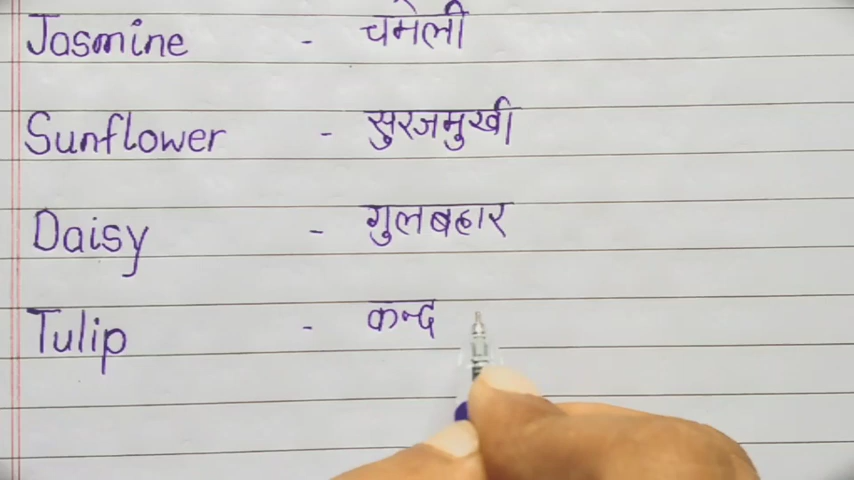 Jasmine - चमेली
Sunflower - सुरजमुखी
Daisy - गुलबहार
Tulip - कन्द